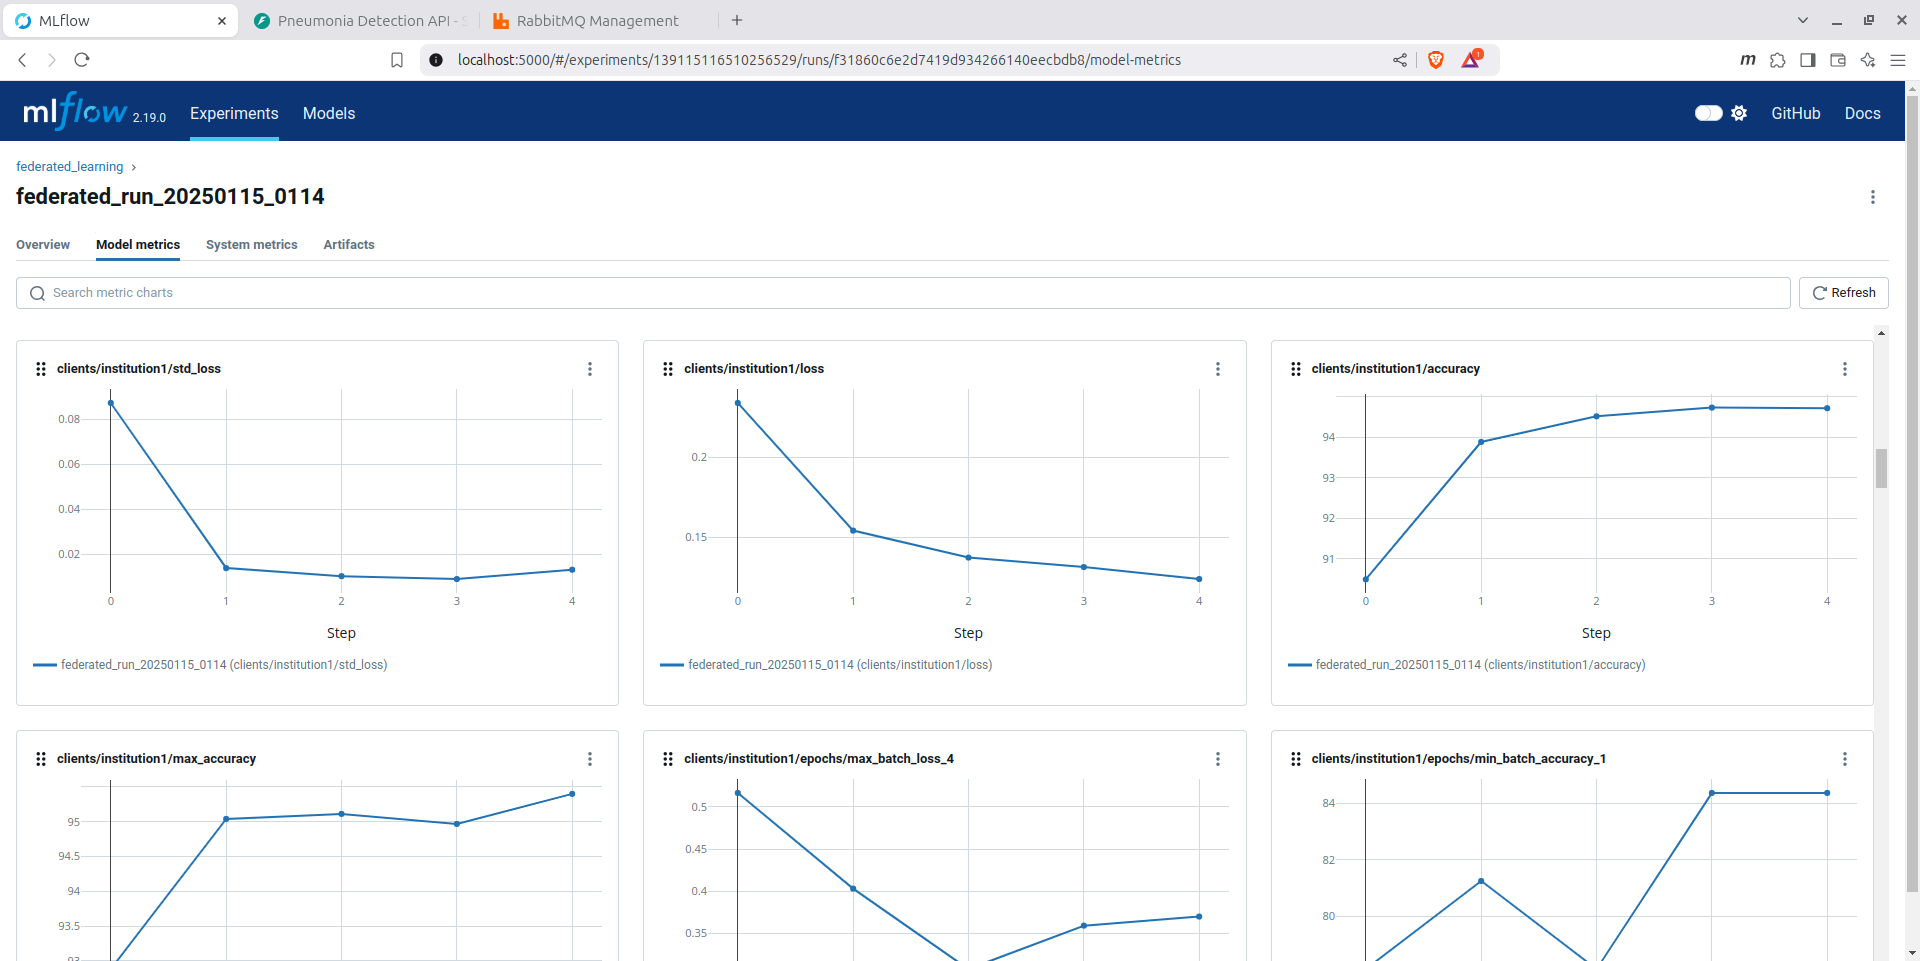 MLflow
Pneumonia Detection API -
RabbitMQ Management
localhost:5000/#/experiments/139115116510256529/runs/f31860c6e2d7419d934266140eecbdb8/model-metrics
1
m
mlflow 2.19.0
Experiments
Models
GitHub
Docs
federated_learning
federated_run_20250115_0114
Overview
Model metrics
System metrics
Artifacts
Search metric charts
Refresh
clients/institution1/std_loss
0.08
0.06
0.04
0.02
0 1 2 3 4
Step
federated_run_20250115_0114 (clients/institution1/std_loss)
clients/institution1/loss
0.2
0.15
0 1 2 3 4
Step
federated_run_20250115_0114 (clients/institution1/loss)
clients/institution1/accuracy
94
93
92
91
0 1 2 3 4
Step
federated_run_20250115_0114 (clients/institution1/accuracy)
clients/institution1/max_accuracy
95
94.5
94
93.5
93
clients/institution1/epochs/max_batch_loss_4
0.5
0.45
0.4
0.35
clients/institution1/epochs/min_batch_accuracy_1
84
82
80